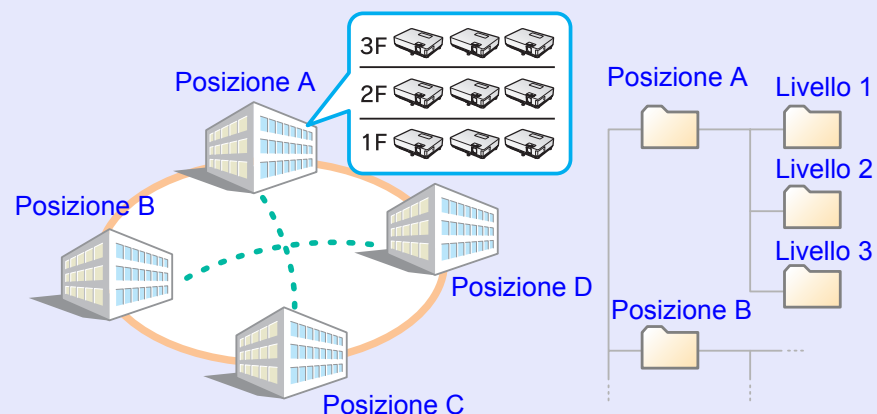 3F
2F
1F
Posizione A
Posizione B
Posizione D
Posizione C
Posizione A
Livello 1
Livello 2
Livello 3
Posizione B